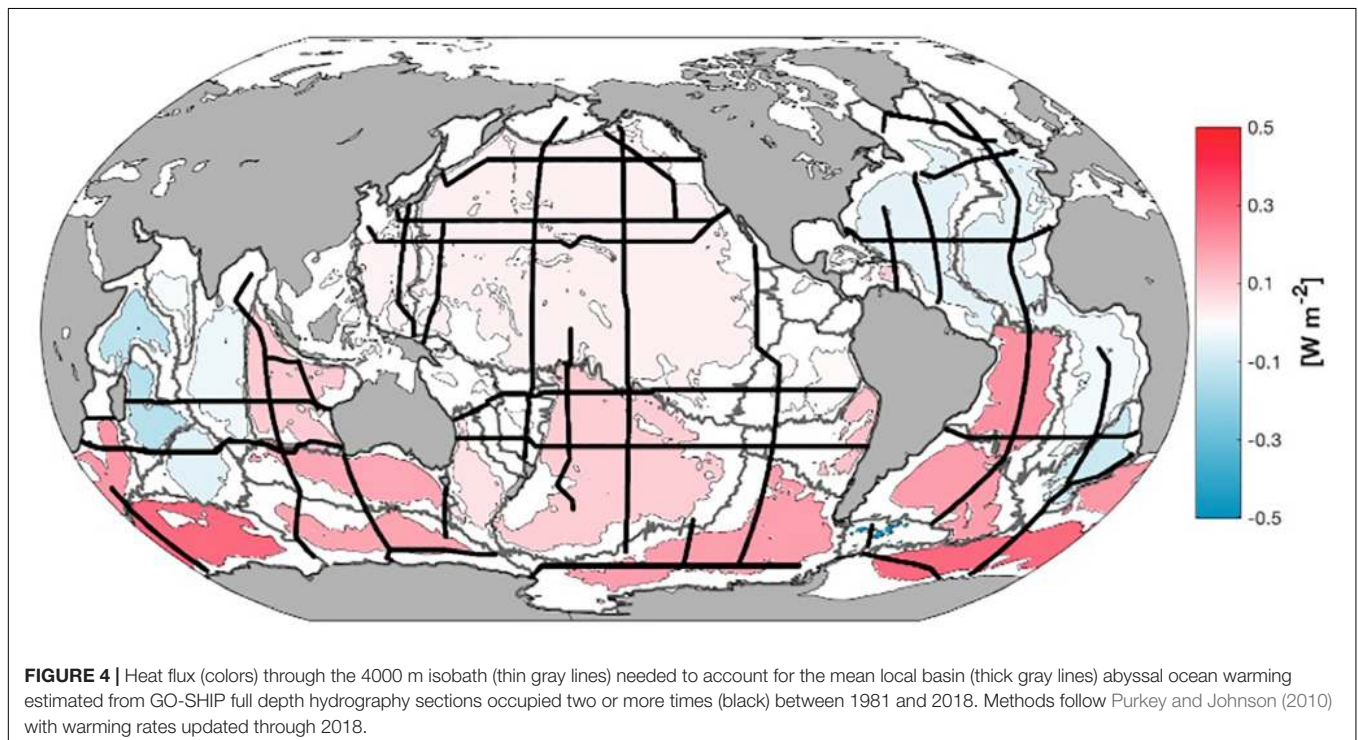 0.5
0.3
0.1
-0.1
-0.3
-0.5
[W m-2]
FIGURE 4 | Heat flux (colors) through the 4000 m isobath (thin gray lines) needed to account for the mean local basin (thick gray lines) abyssal ocean warming
estimated from GO-SHIP full depth hydrography sections occupied two or more times (black) between 1981 and 2018. Methods follow Purkey and Johnson (2010)
with warming rates updated through 2018.